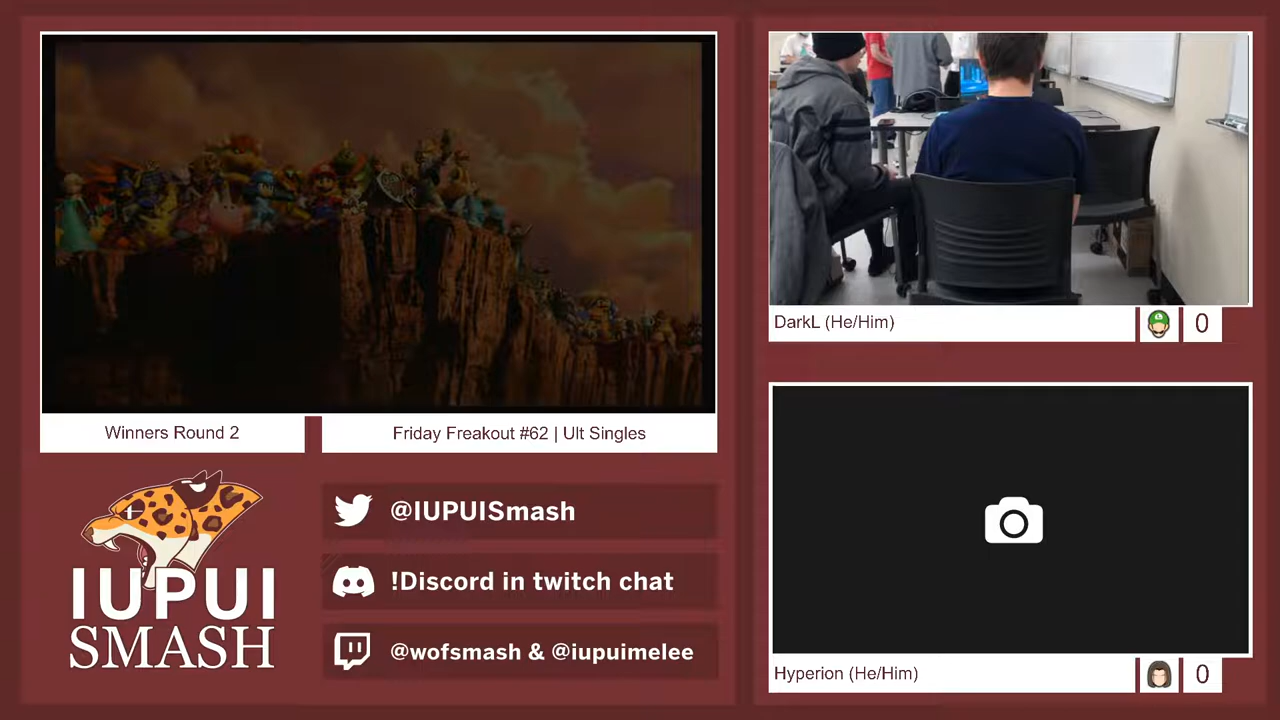 DarkL (He/Him)
0
Winners Round 2
Friday Freakout #62 | Ult Singles
@IUPUISmash
!Discord in twitch chat
@wofsmash & @iupuimelee
IUPUI
SMASH
Hyperion (He/Him)
0